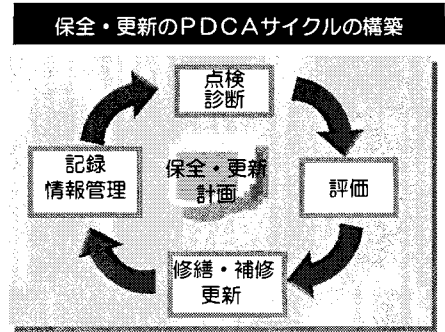 保全・更新のＰＤＣＡサイクルの構築
点検
診断
記録
情報管理
保全・更新
計画
評価
修繕・補修
更新